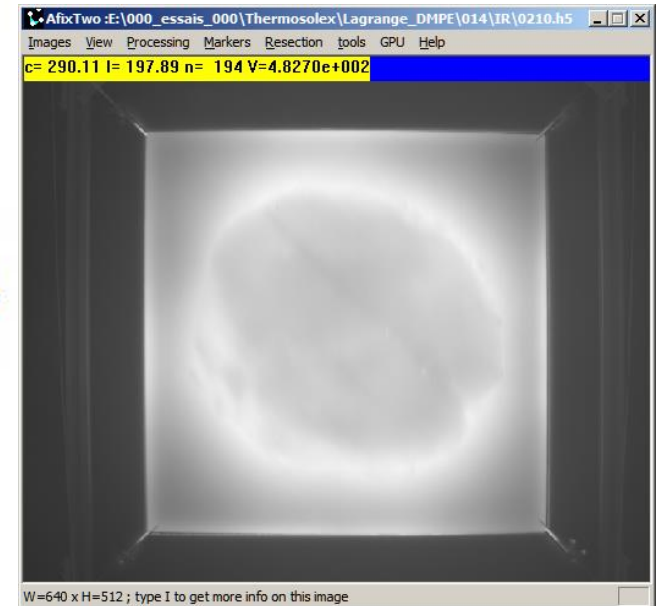 AfixTwo :E:\000_essais_000\Thermosolex\Lagrange_DMPE\014\IR\0210.h5
Images View Processing Markers Resection tools GPU Help
c= 290.11 l= 197.89 n= 194 V=4.8270e+002
W=640 x H=512 ; type I to get more info on this image